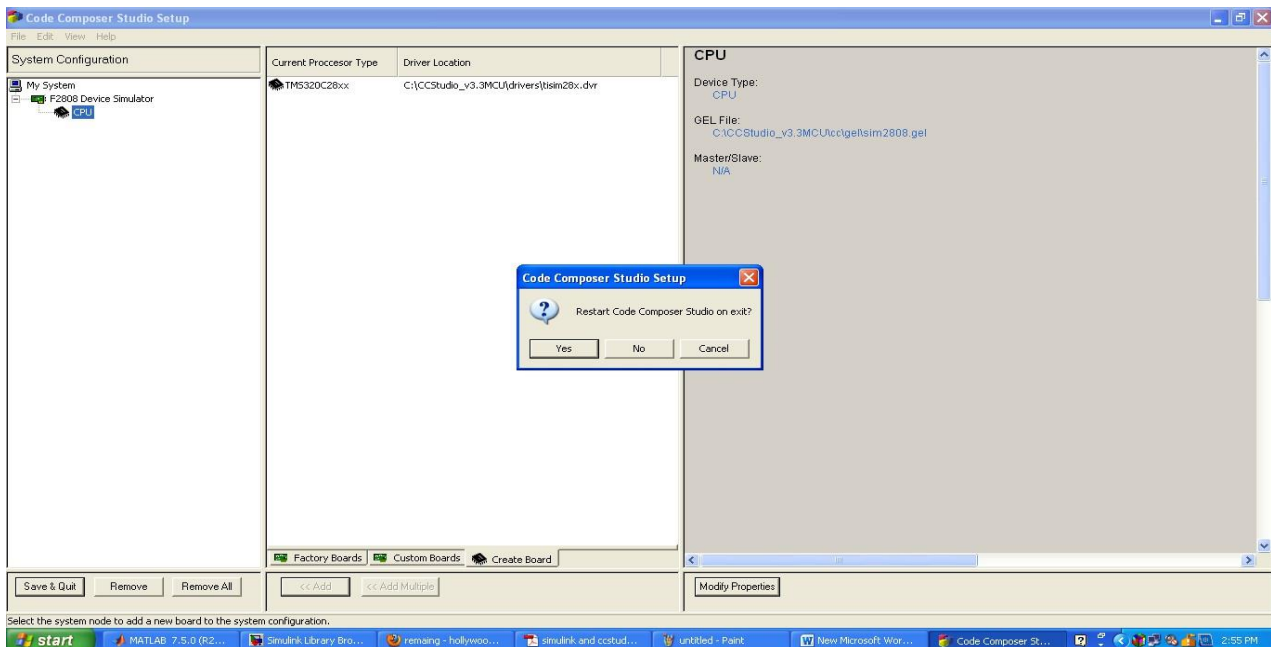 Code Composer Studio Setup
File Edit View Help
System Configuration
My System
F2808 Device Simulator
CPU
Current Proccesor Type Driver Location
TMS320C28xx C:\CCStudio_v3.3MCU\drivers\tisim28x.dvr
CPU
Device Type:
CPU
GEL File:
C:\CCStudio_v3.3MCU\cc\gel\sim2808.gel
Master/Slave:
N/A
Code Composer Studio Setup
Restart Code Composer Studio on exit?
Yes No Cancel
Factory Boards Custom Boards Create Board
Save & Quit Remove Remove All << Add << Add Multiple Modify Properties
Select the system node to add a new board to the system configuration.
start MATLAB 7.5.0 (R2... Simulink Library Bro... remaing - hollywoo... simulink and ccstud... untitled - Paint New Microsoft Wor... Code Composer St... 2:55 PM